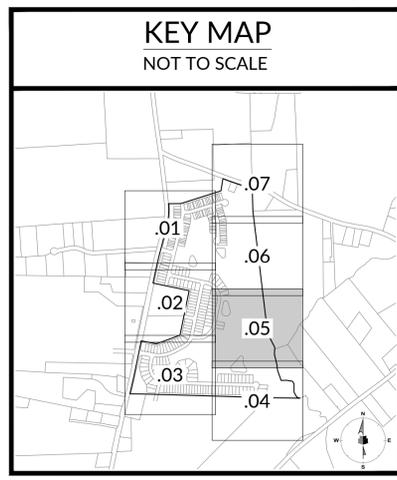 KEY MAP
NOT TO SCALE
.07
.01
.06
.02
.05
.03
.04
N
W E
S